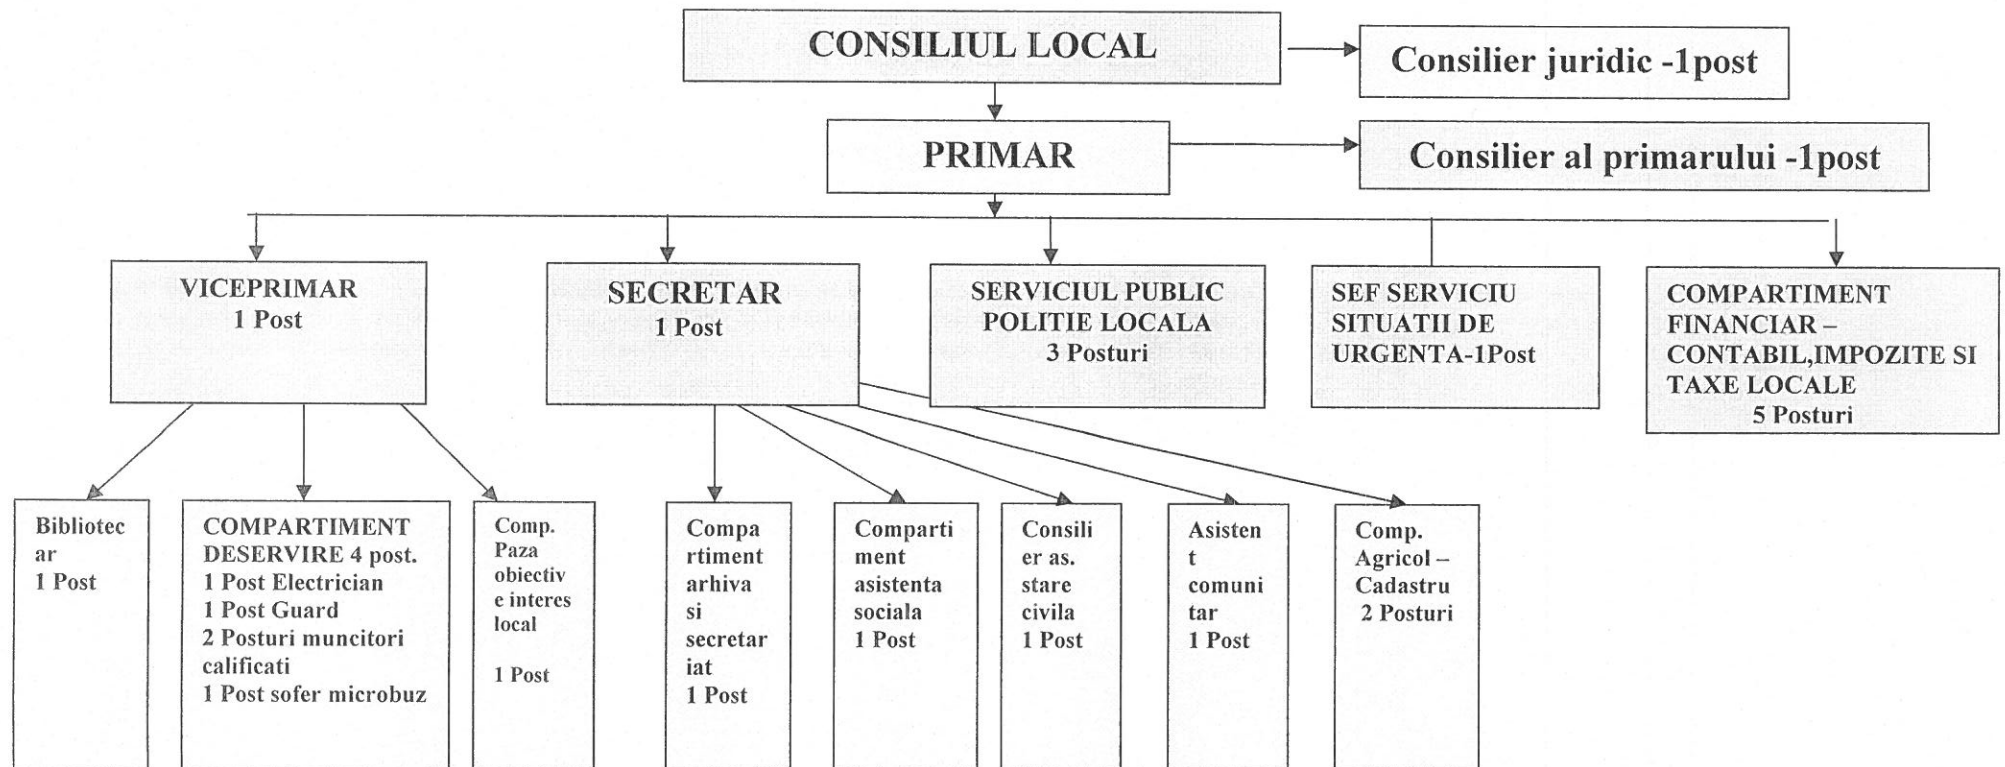 CONSILIUL LOCAL
Consilier juridic -1post
PRIMAR
Consilier al primarului -1post
VICEPRIMAR
1 Post
SECRETAR
1 Post
SERVICIUL PUBLIC
POLITIE LOCALA
3 Posturi
SEF SERVICIU
SITUATII DE
URGENTA-1Post
COMPARTIMENT
FINANCIAR –
CONTABIL,IMPOZITE SI
TAXE LOCALE
5 Posturi
Bibliotec
ar
1 Post
COMPARTIMENT
DESERVIRE 4 post.
1 Post Electrician
1 Post Guard
2 Posturi muncitori
calificati
1 Post sofer microbuz
Comp.
Paza
obiectiv
e interes
local
1 Post
Compa
rtiment
arhiva
si
secretar
iat
1 Post
Comparti
ment
asistenta
sociala
1 Post
Consili
er as.
stare
civila
1 Post
Asisten
t
comuni
tar
1 Post
Comp.
Agricol –
Cadastru
2 Posturi